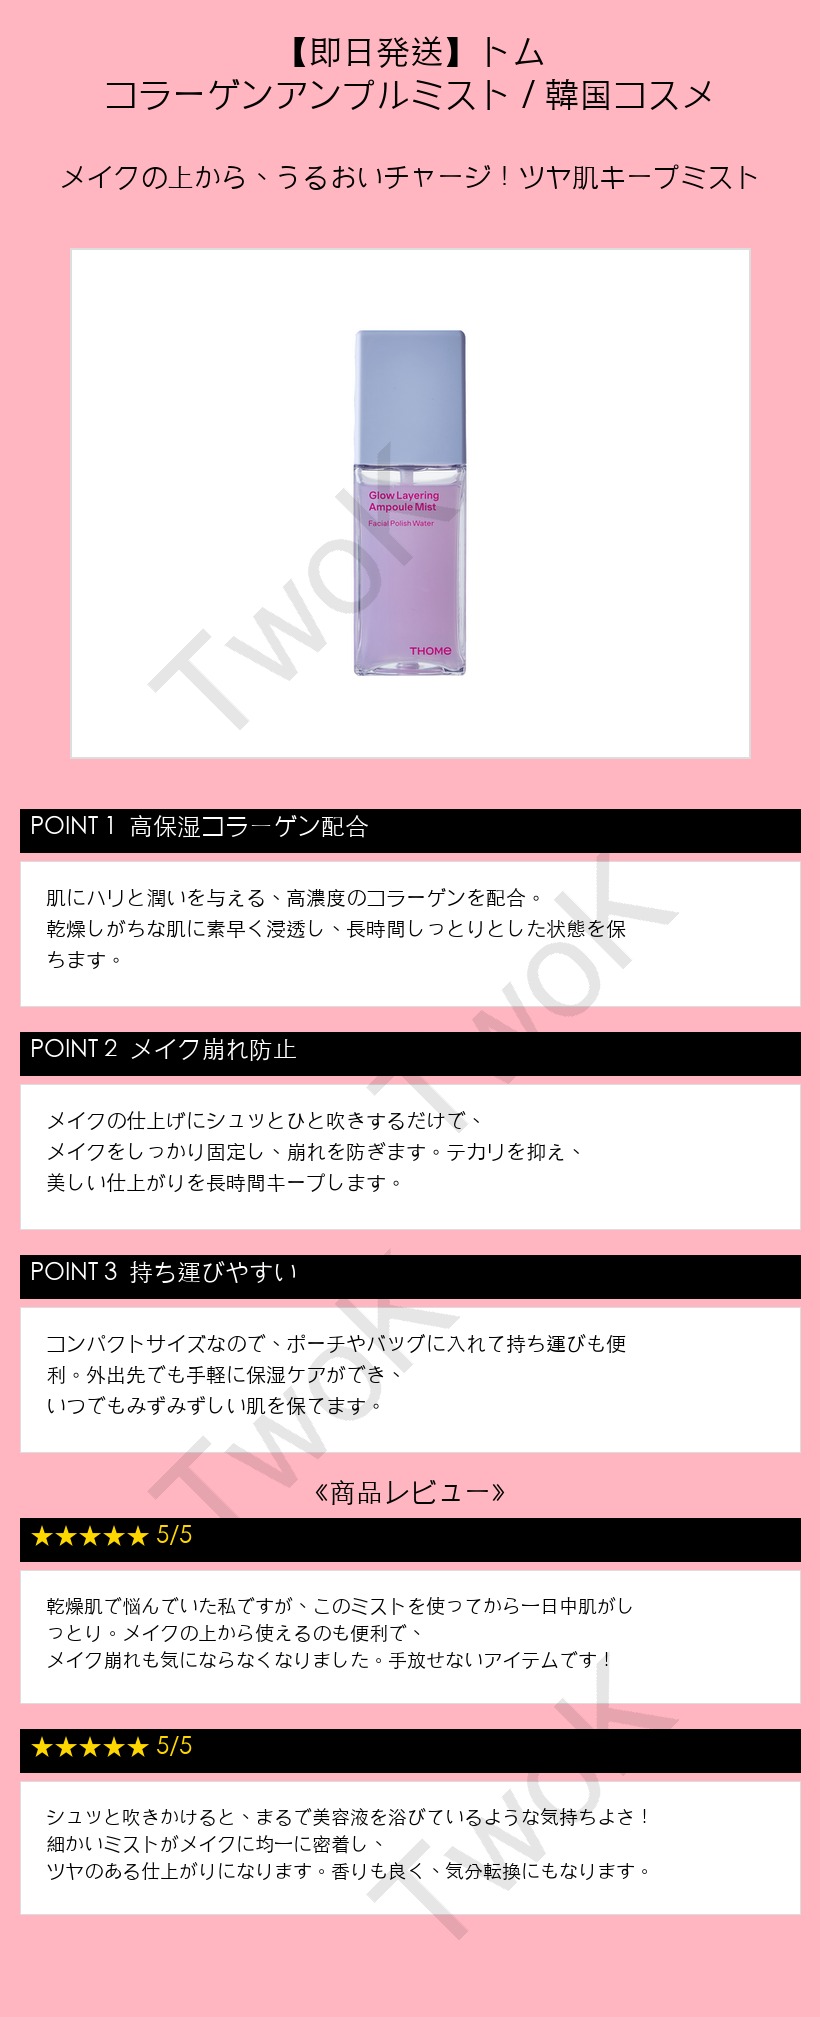 【即日発送】トム
コラーゲンアンプルミスト / 韓国コスメ
メイクの上から、うるおいチャージ！ツヤ肌キープミスト
Glow Layering
Ampoule Mist
Facial Polish Water
THOME
TwoK
POINT 1 高保湿コラーゲン配合
肌にハリと潤いを与える、高濃度のコラーゲンを配合。
乾燥しがちな肌に素早く浸透し、長時間しっとりとした状態を保
ちます。
TwoK
POINT 2 メイク崩れ防止
メイクの仕上げにシュッとひと吹きするだけで、
メイクをしっかり固定し、崩れを防ぎます。テカリを抑え、
美しい仕上がりを長時間キープします。
POINT 3 持ち運びやすい
コンパクトサイズなので、ポーチやバッグに入れて持ち運びも便
利。外出先でも手軽に保湿ケアができ、
いつでもみずみずしい肌を保てます。
TwoK
《商品レビュー》
★★★★★ 5/5
乾燥肌で悩んでいた私ですが、このミストを使ってから一日中肌がし
っとり。メイクの上から使えるのも便利で、
メイク崩れも気にならなくなりました。手放せないアイテムです！
★★★★★ 5/5
シュッと吹きかけると、まるで美容液を浴びているような気持ちよさ！
細かいミストがメイクに均一に密着し、
ツヤのある仕上がりになります。香りも良く、気分転換にもなります。
TwoK